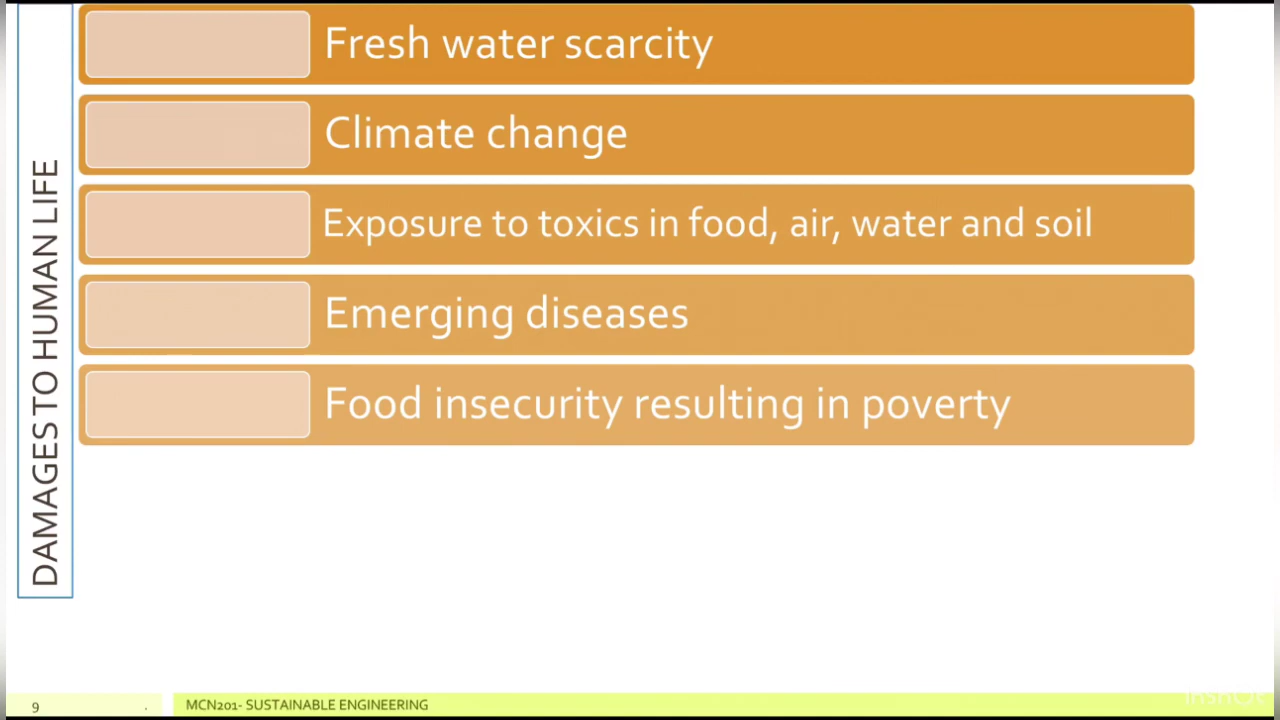 DAMAGES TO HUMAN LIFE
Fresh water scarcity
Climate change
Exposure to toxics in food, air, water and soil
Emerging diseases
Food insecurity resulting in poverty
9
.
MCN201- SUSTAINABLE ENGINEERING